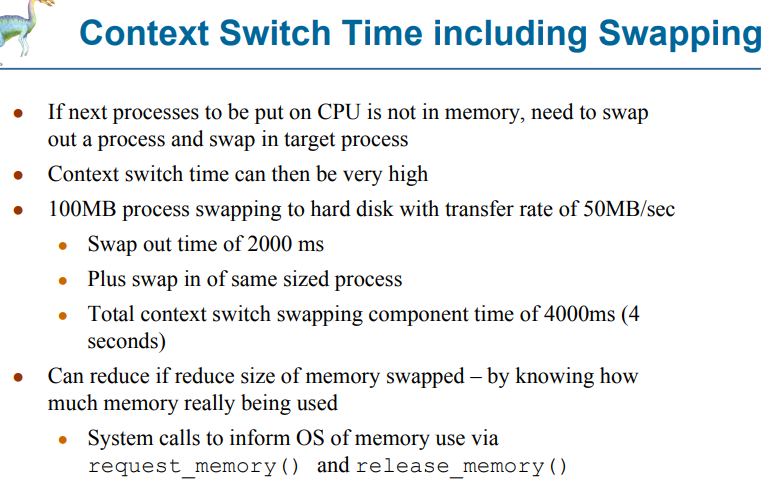 Context Switch Time including Swapping
• If next processes to be put on CPU is not in memory, need to swap
out a process and swap in target process
• Context switch time can then be very high
• 100MB process swapping to hard disk with transfer rate of 50MB/sec
• Swap out time of 2000 ms
• Plus swap in of same sized process
• Total context switch swapping component time of 4000ms (4
seconds)
• Can reduce if reduce size of memory swapped – by knowing how
much memory really being used
• System calls to inform OS of memory use via
request_memory() and release_memory()